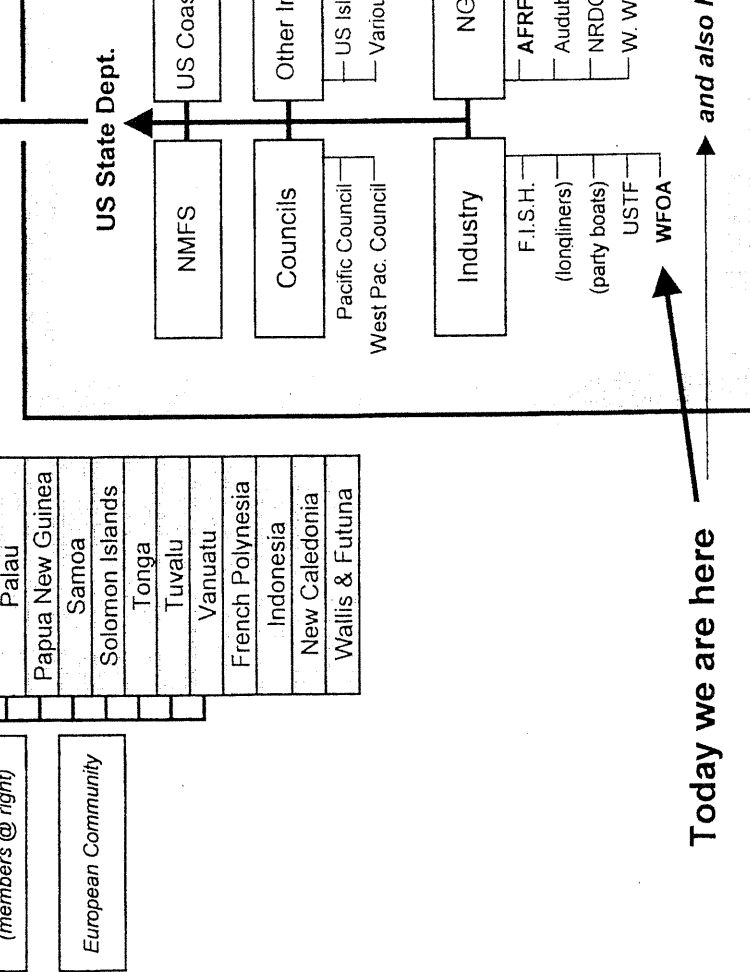 US State Dept.
NMFS
US Coas
Councils
Other Ir
Pacific Council
West Pac. Council
US Isl
Variou
Industry
NG
F.I.S.H.
(longliners)
(party boats)
USTF
WFOA
AFRF
Audub
NRDC
W. W
and also
Today we are here
Palau
Papua New Guinea
Samoa
Solomon Islands
Tonga
Tuvalu
Vanuatu
French Polynesia
Indonesia
New Caledonia
Wallis & Futuna
(members @ right)
European Community